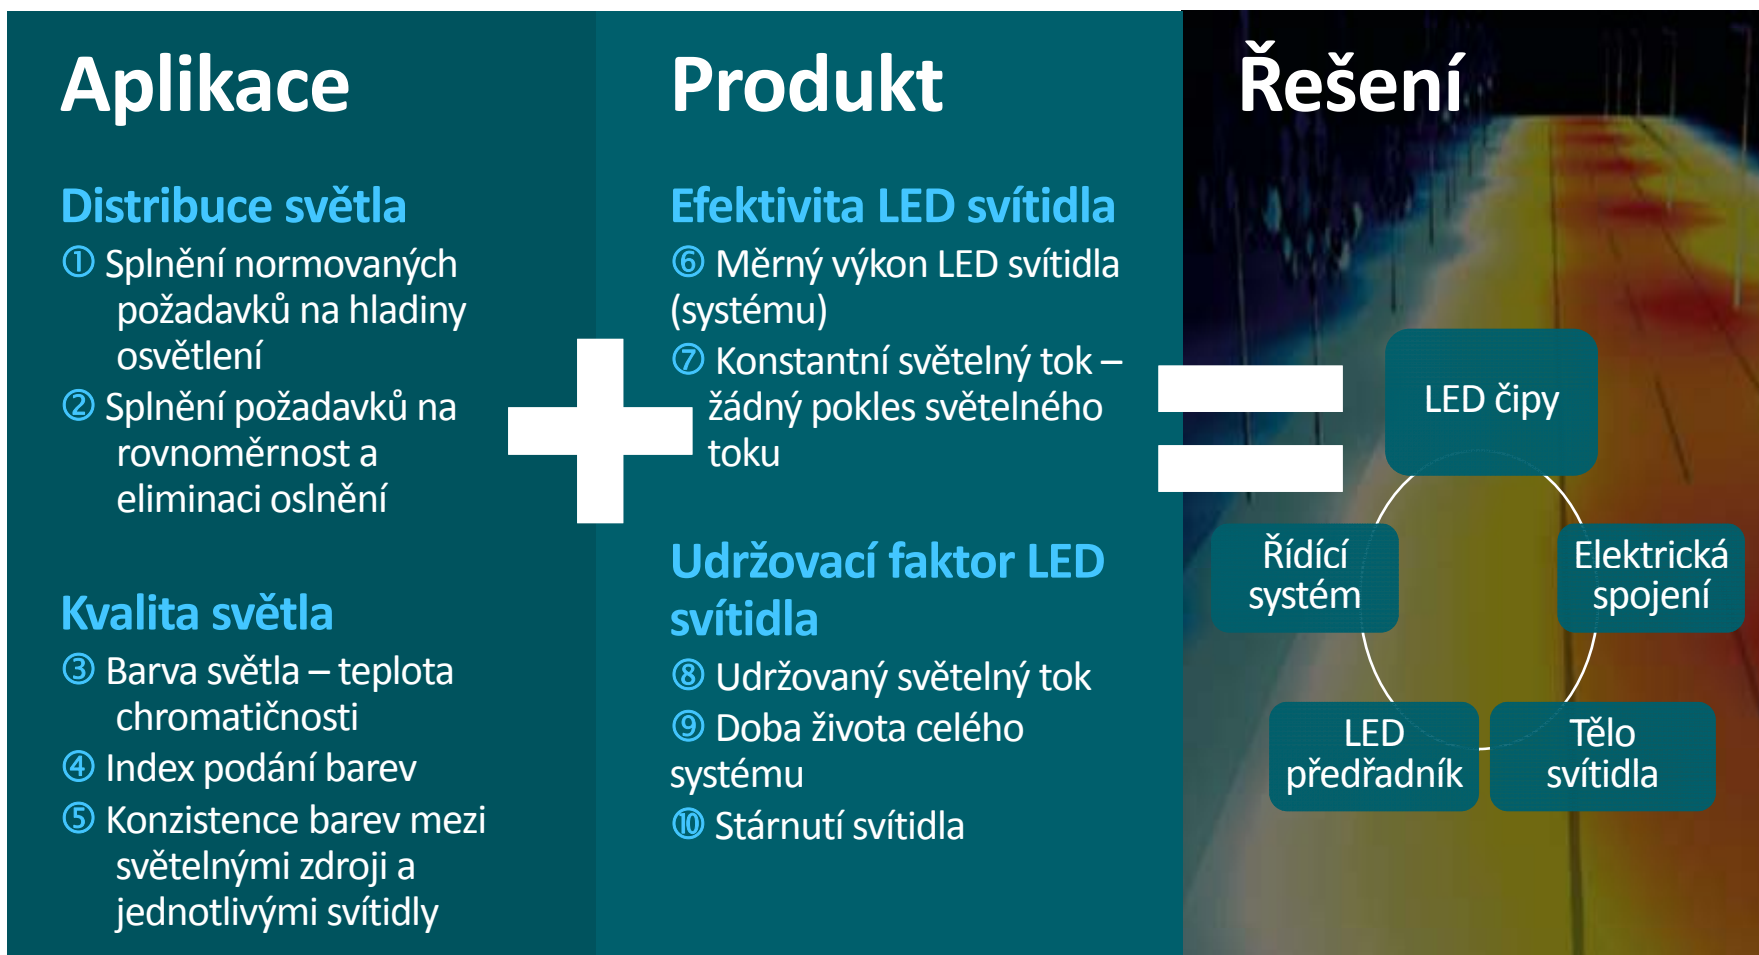 Aplikace
Distribuce světla
① Splnění normovaných
požadavků na hladiny
osvětlení
② Splnění požadavků na
rovnoměrnost a
eliminaci oslnění
Kvalita světla
③ Barva světla – teplota
chromatičnosti
④ Index podání barev
⑤ Konzistence barev mezi
světelnými zdroji a
jednotlivými svítidly
+
Produkt
Efektivita LED svítidla
⑥ Měrný výkon LED svítidla
(systému)
⑦ Konstantní světelný tok –
žádný pokles světelného
toku
Udržovací faktor LED
svítidla
⑧ Udržovaný světelný tok
⑨ Doba života celého
systému
⑩ Stárnutí svítidla
=
Řešení
LED čipy
Elektrická
spojení
Tělo
svítidla
LED
předřadník
Řídící
systém